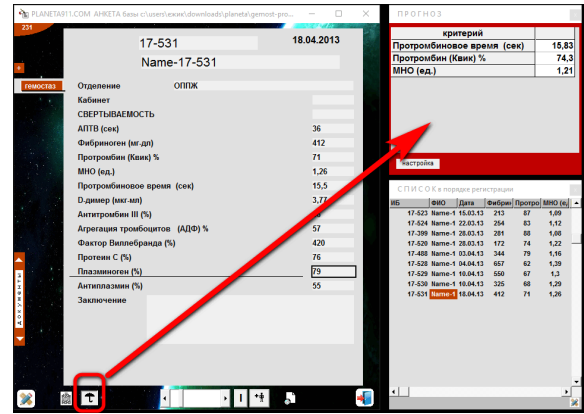 PLANETA911.COM АНКЕТА базы c:\users\ежик\downloads\planeta\gemost-pro...
231
17-531
18.04.2013
Name-17-531
гемостаз
Отделение ОППЖ
Кабинет
СВЕРТЫВАЕМОСТЬ
АПТВ (сек) 36
Фибриноген (мг.дл) 412
Протромбин (Квик) % 71
МНО (ед.) 1,26
Протромбиновое время (сек) 15,5
D-димер (мкг-мл) 3,77
Антитромбин III (%)
Агрегация тромбоцитов (АДФ) % 57
Фактор Виллебранда (%) 420
Протеин С (%) 76
Плазминоген (%) 79
Антиплазмин (%) 55
Заключение
Документы
ПРОГНОЗ
критерий
Протромбиновое время (сек) 15,83
Протромбин (Квик) % 74,3
МНО (ед.) 1,21
настройка
СПИСОК в порядке регистрации
ИБ ФИО Дата Фибрин Протро МНО (е,
17-523 Name-1 15.03.13 213 87 1,09
17-524 Name-1 22.03.13 254 83 1,12
17-399 Name-1 28.03.13 281 88 1,08
17-520 Name-1 28.03.13 172 74 1,22
17-488 Name-1 03.04.13 344 79 1,16
17-528 Name-1 04.04.13 657 62 1,39
17-529 Name-1 10.04.13 550 67 1,3
17-530 Name-1 10.04.13 325 68 1,29
17-531 Name-1 18.04.13 412 71 1,26